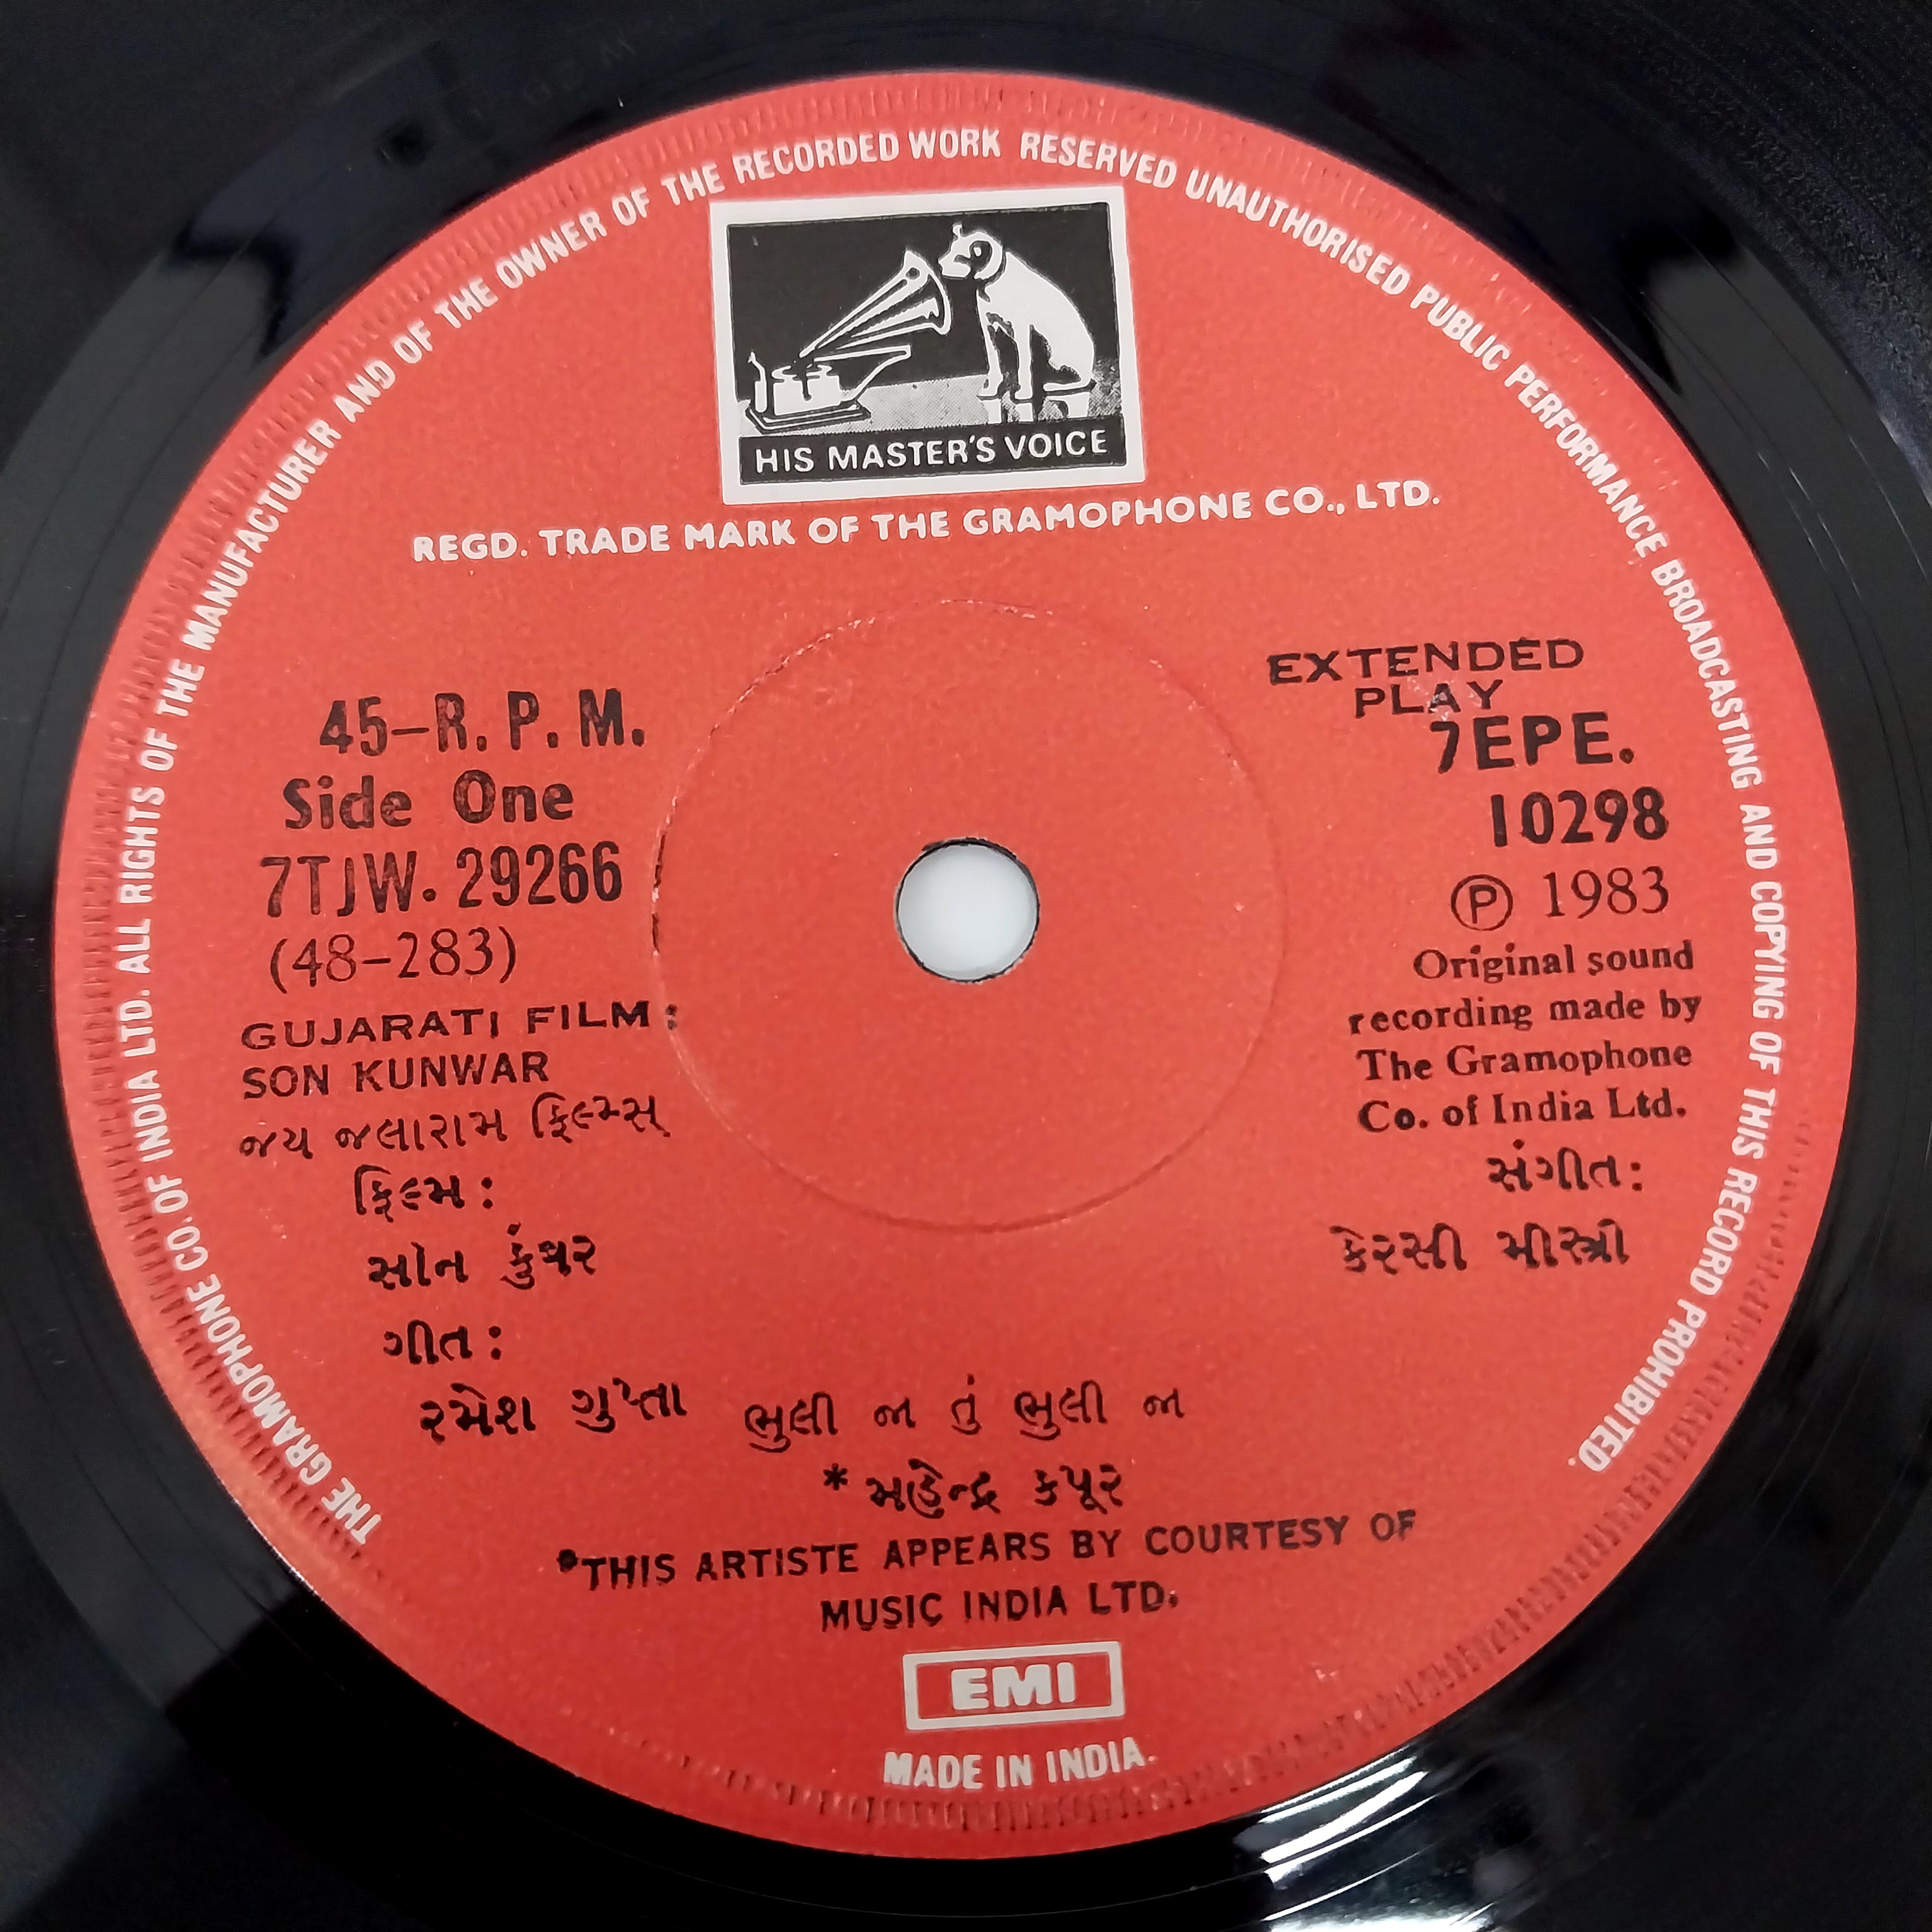 THE GRAMOPHONE CO. OF INDIA LTD. ALL RIGHTS OF THE MANUFACTURER AND OF THE OWNER OF THE RECORDED WORK RESERVED UNAUTHORISED PUBLIC PERFORMANCE BROADCASTING AND COPYING OF THIS RECORD PROHIBITED.
HIS MASTER'S VOICE
REGD. TRADE MARK OF THE GRAMOPHONE CO., LTD.
45-R.P.M.
Side One
7TJW. 29266
(48-283)
GUJARATI FILM:
SON KUNWAR
જય જલારામ ફિલ્મ્સ્
ફિલ્મ:
સોન કુંવર
ગીત:
રમેશ ગુપ્તા
EXTENDED
PLAY
7EPE.
10298
Ⓟ 1983
Original sound
recording made by
The Gramophone
Co. of India Ltd.
સંગીત:
કેરસી મીસ્ત્રી
ભુલી જા તું ભુલી જા
* મહેન્દ્ર કપૂર
*THIS ARTISTE APPEARS BY COURTESY OF
MUSIC INDIA LTD.
EMI
MADE IN INDIA.